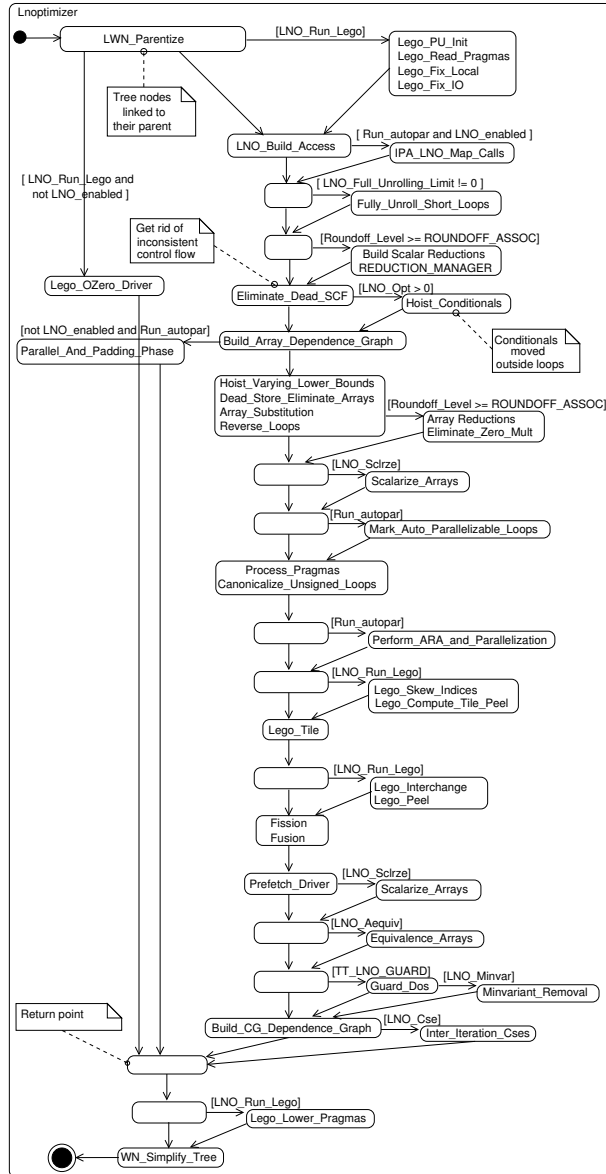 Lnoptimizer
LWN_Parentize
[LNO_Run_Lego]
Lego_PU_Init
Lego_Read_Pragmas
Lego_Fix_Local
Lego_Fix_IO
Tree nodes
linked to
their parent
LNO_Build_Access
[ Run_autopar and LNO_enabled ]
IPA_LNO_Map_Calls
[ LNO_Run_Lego and
not LNO_enabled ]
[ LNO_Full_Unrolling_Limit != 0 ]
Fully_Unroll_Short_Loops
Get rid of
inconsistent
control flow
[Roundoff_Level >= ROUNDOFF_ASSOC]
Build Scalar Reductions
REDUCTION_MANAGER
Lego_OZero_Driver
Eliminate_Dead_SCF
[LNO_Opt > 0]
Hoist_Conditionals
[not LNO_enabled and Run_autopar]
Parallel_And_Padding_Phase
Build_Array_Dependence_Graph
Conditionals
moved
outside loops
Hoist_Varying_Lower_Bounds
Dead_Store_Eliminate_Arrays
Array_Substitution
Reverse_Loops
[Roundoff_Level >= ROUNDOFF_ASSOC]
Array Reductions
Eliminate_Zero_Mult
[LNO_Sclrze]
Scalarize_Arrays
[Run_autopar]
Mark_Auto_Parallelizable_Loops
Process_Pragmas
Canonicalize_Unsigned_Loops
[Run_autopar]
Perform_ARA_and_Parallelization
[LNO_Run_Lego]
Lego_Skew_Indices
Lego_Compute_Tile_Peel
Lego_Tile
[LNO_Run_Lego]
Lego_Interchange
Lego_Peel
Fission
Fusion
Prefetch_Driver
[LNO_Sclrze]
Scalarize_Arrays
[LNO_Aequiv]
Equivalence_Arrays
[TT_LNO_GUARD]
Guard_Dos
[LNO_Minvar]
Minvariant_Removal
Return point
Build_CG_Dependence_Graph
[LNO_Cse]
Inter_Iteration_Cses
[LNO_Run_Lego]
Lego_Lower_Pragmas
WN_Simplify_Tree